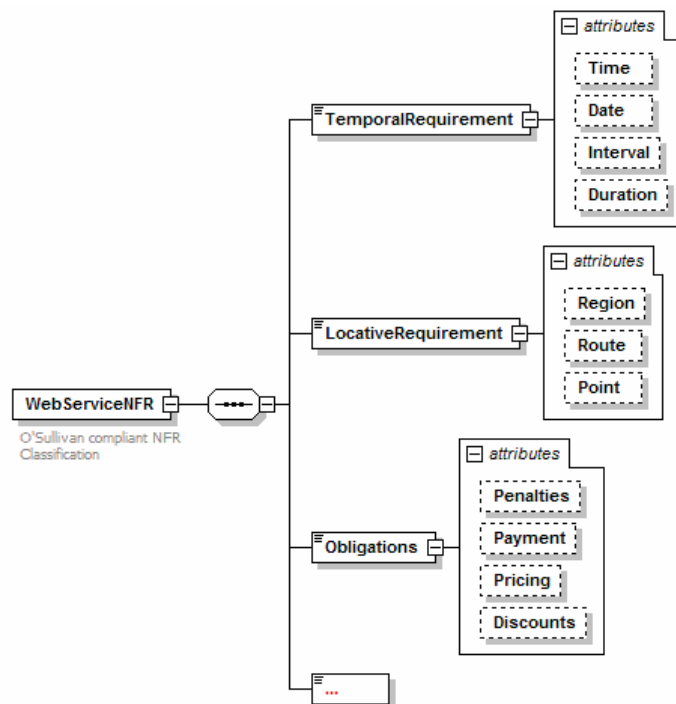 attributes
Time
Date
Interval
Duration
TemporalRequirement
attributes
Region
Route
Point
LocativeRequirement
WebServiceNFR
O'Sullivan compliant NFR
Classification
attributes
Penalties
Payment
Pricing
Discounts
Obligations
...